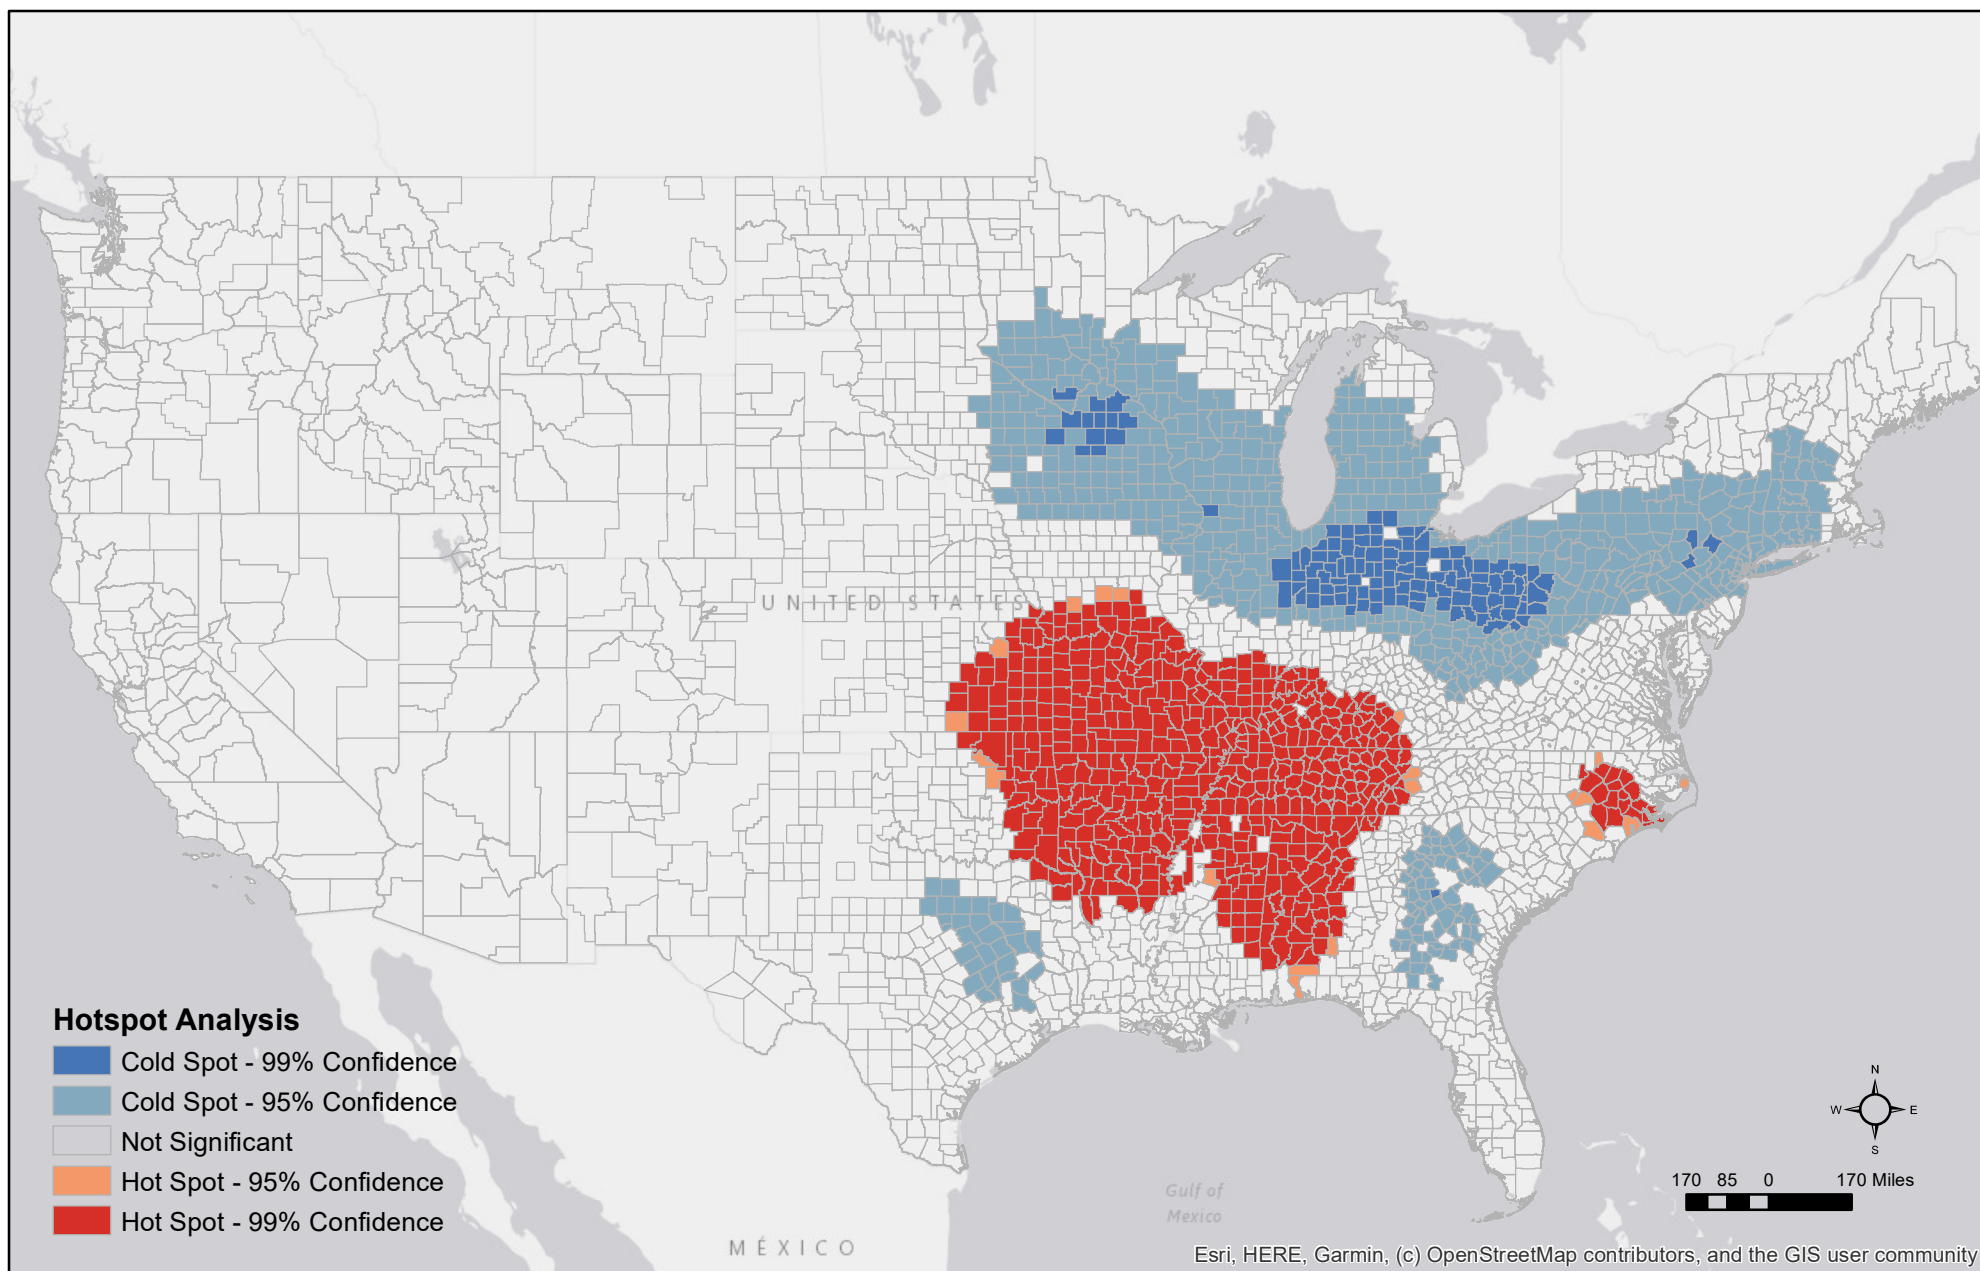 UNITED STATES
Hotspot Analysis
Cold Spot - 99% Confidence
Cold Spot - 95% Confidence
Not Significant
Hot Spot - 95% Confidence
Hot Spot - 99% Confidence
N
W E
S
170 85 0 170 Miles
Gulf of
Mexico
MÉXICO
Esri, HERE, Garmin, (c) OpenStreetMap contributors, and the GIS user community